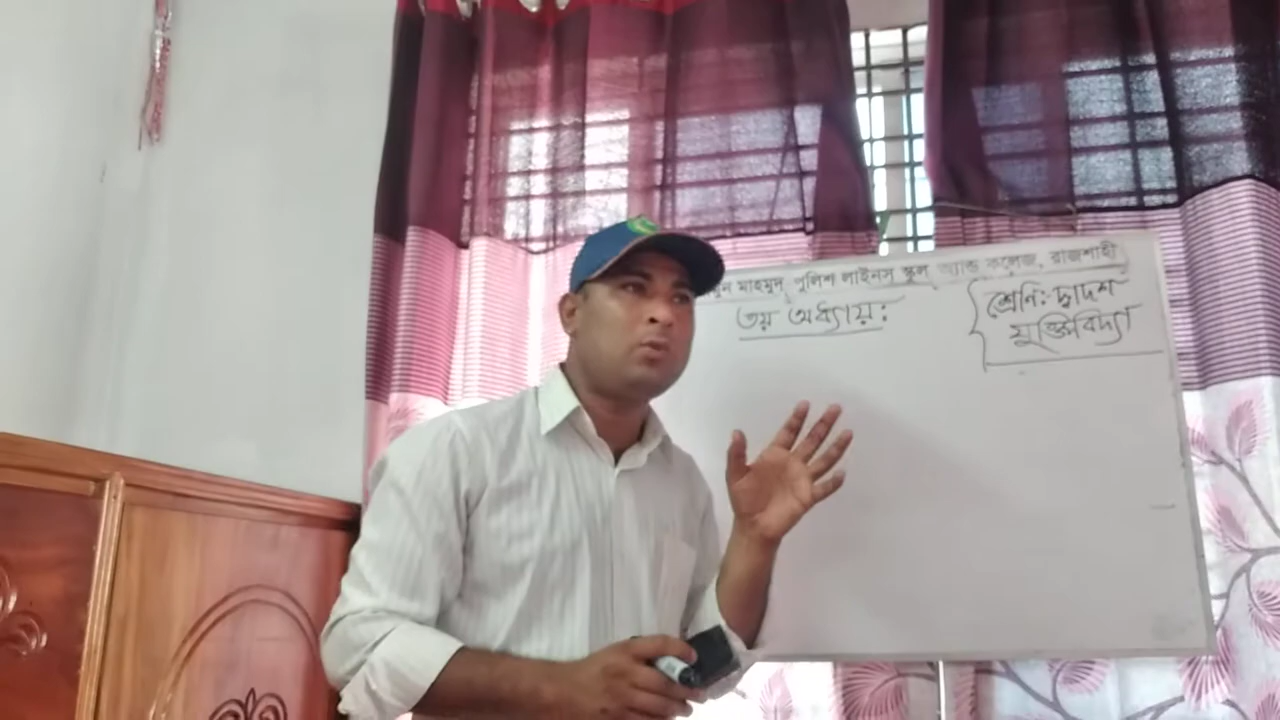 মাহমুদ, পুলিশ লাইনস্ স্কুল অ্যান্ড কলেজ, রাজশাহী
৩য় অধ্যায়:
শ্রেণি: দ্বাদশ
যুক্তিবিদ্যা